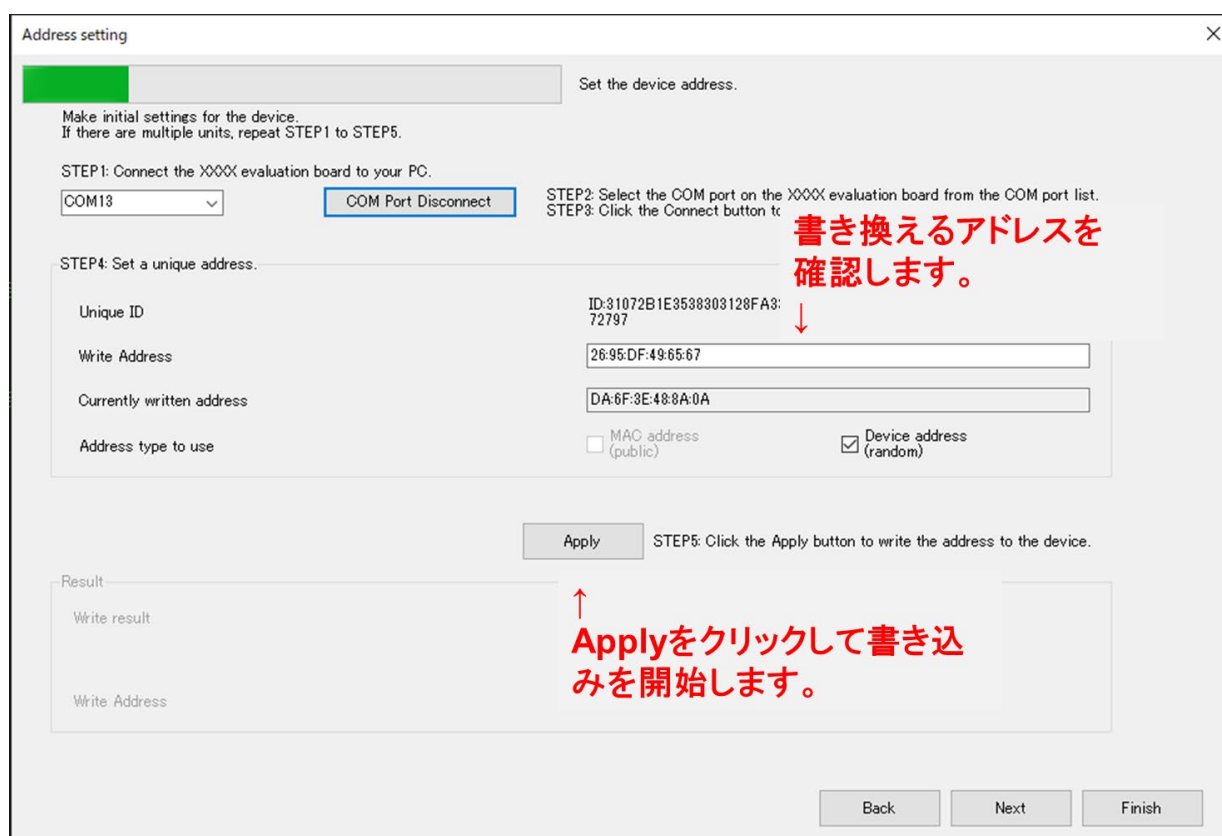 Address setting
Set the device address.
Make initial settings for the device.
If there are multiple units, repeat STEP1 to STEP5.
STEP1: Connect the XXXX evaluation board to your PC.
COM13
COM Port Disconnect
STEP2: Select the COM port on the XXXX evaluation board from the COM port list.
STEP3: Click the Connect button to
書き換えるアドレスを
確認します。
↓
STEP4: Set a unique address.
Unique ID
ID:31072B1E3538303128FA3
72797
Write Address
26:95:DF:49:65:67
Currently written address
DA:6F:3E:48:8A:0A
Address type to use
MAC address
(public)
Device address
(random)
Apply
STEP5: Click the Apply button to write the address to the device.
↑
Applyをクリックして書き込
みを開始します。
Result
Write result
Write Address
Back
Next
Finish